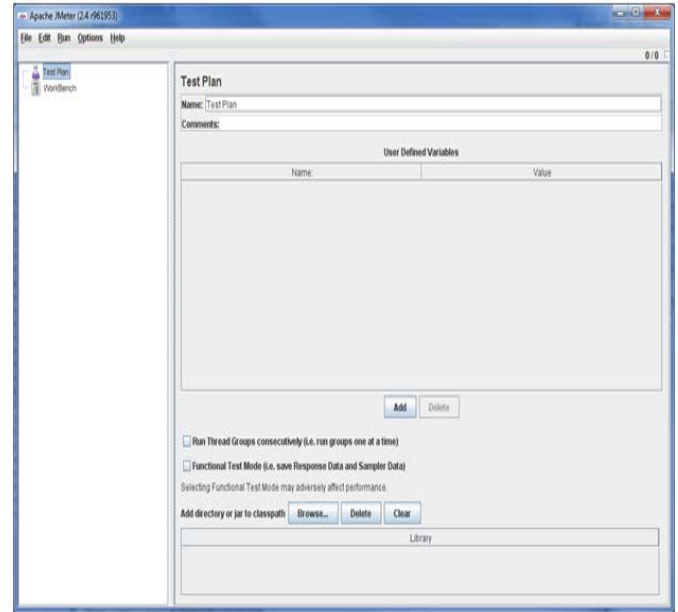 Apache JMeter (2.4 r961953)
File Edit Run Options Help
0 / 0
Test Plan
WorkBench
Test Plan
Name: Test Plan
Comments:
User Defined Variables
Name: Value
Add Delete
Run Thread Groups consecutively (i.e. run groups one at a time)
Functional Test Mode (i.e. save Response Data and Sampler Data)
Selecting Functional Test Mode may adversely affect performance.
Add directory or jar to classpath Browse... Delete Clear
Library